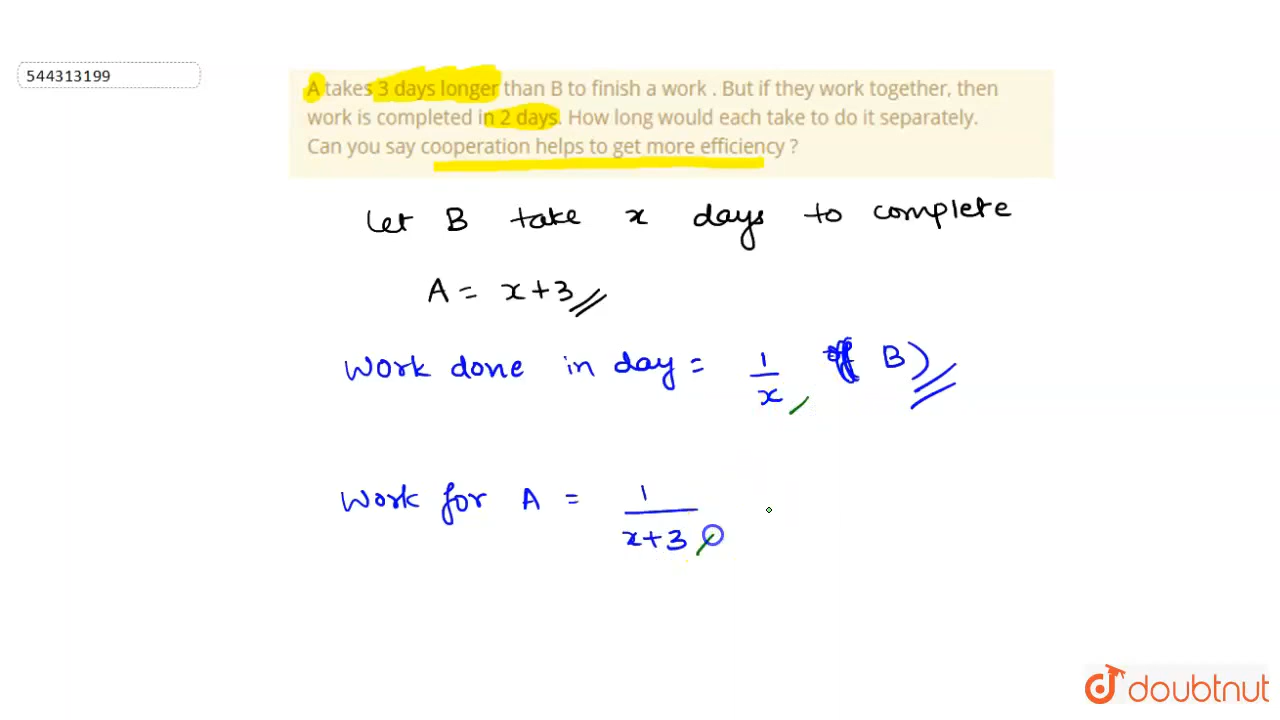 544313199
A takes 3 days longer than B to finish a work . But if they work together, then
work is completed in 2 days. How long would each take to do it separately.
Can you say cooperation helps to get more efficiency ?
Let B take x days to complete
A = x+3
Work done in day = 1/x of B)
Work for A = 1/x+3
doubtnut